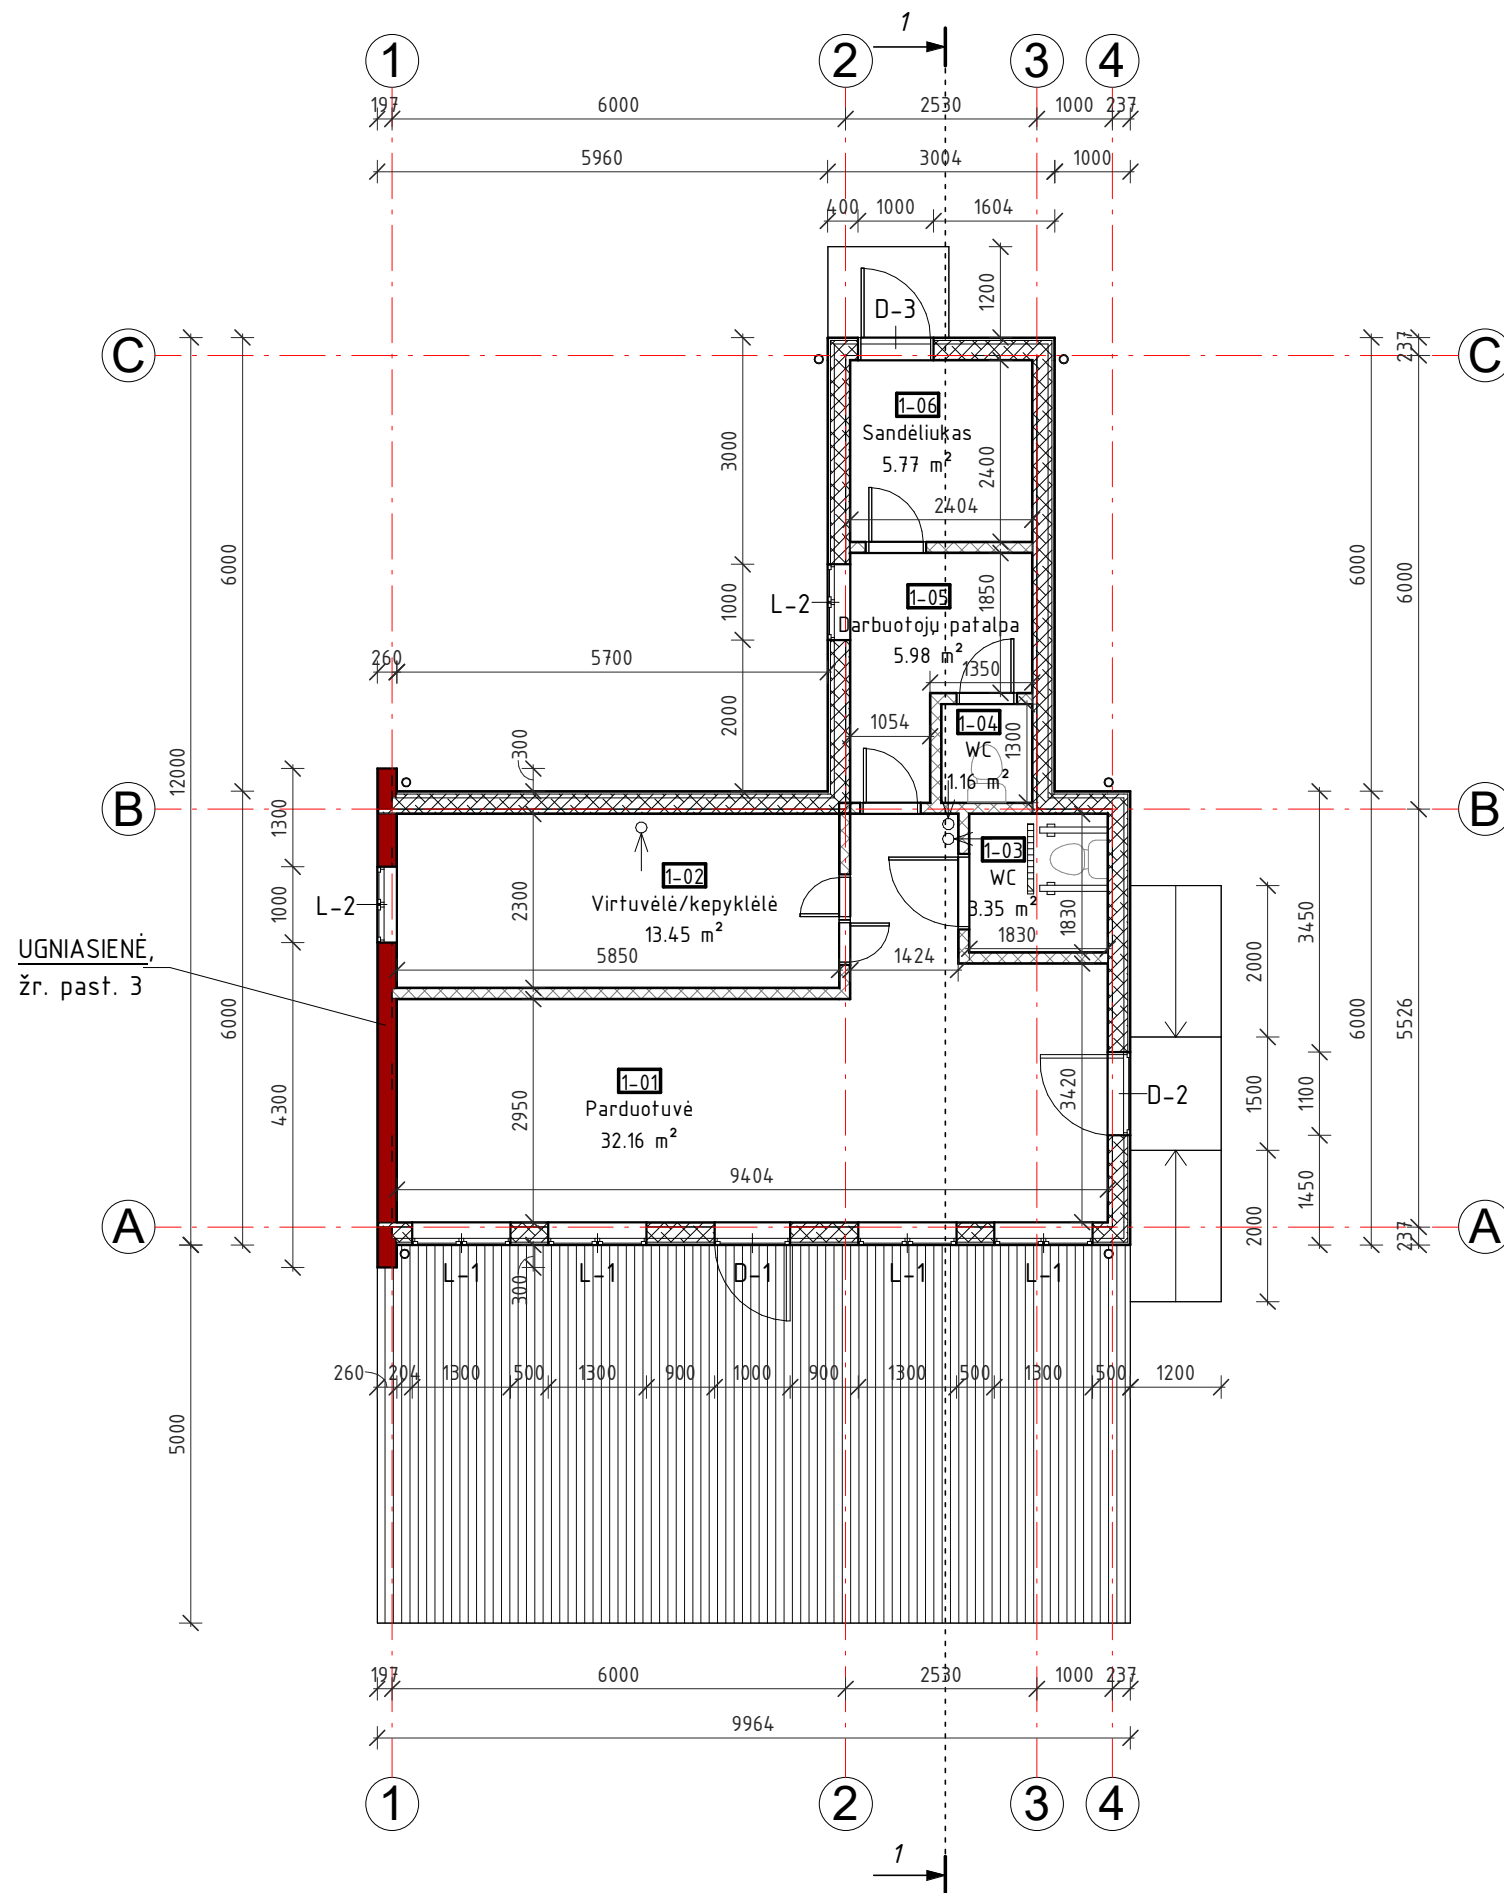 1
1 2 3 4
197 6000 2530 1000 237
5960 3004 1000
400 1000 1604
1200
D-3
C C
237
1-06
Sandėliukas
5.77 m²
3000
2400
2404
6000
6000
6000
1-05
Darbuotojų patalpa
5.98 m²
1850
L-2
1000
260 5700
1350
2000
12000
300
1054
1-04
WC
1.16 m²
1300
B B
1300
1-02
Virtuvėlė/kepyklėlė
13.45 m²
1-03
WC
3.35 m²
L-2
1000
2300
1830
1830
3450
2000
UGNIASIENĖ,
žr. past. 3
5850 1424
6000
6000
5526
4300
2950
1-01
Parduotuvė
32.16 m²
3420
D-2
1500
1100
9404
1450
A A
2000
237
L-1 L-1 D-1 L-1 L-1
300
260 204 1300 500 1300 900 1000 900 1300 500 1300 500 1200
5000
197 6000 2530 1000 237
9964
1 2 3 4
1